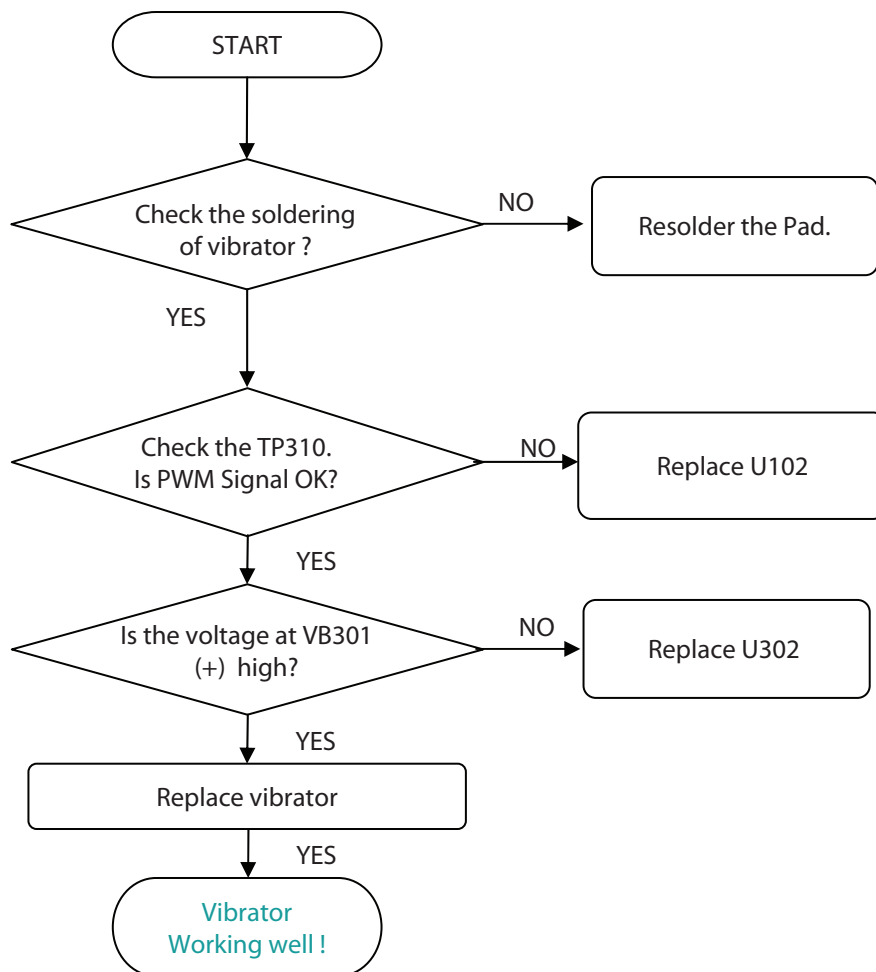 START
Check the soldering
of vibrator ?
NO
Resolder the Pad.
YES
Check the TP310.
Is PWM Signal OK?
NO
Replace U102
YES
Is the voltage at VB301
(+) high?
NO
Replace U302
YES
Replace vibrator
YES
Vibrator
Working well !